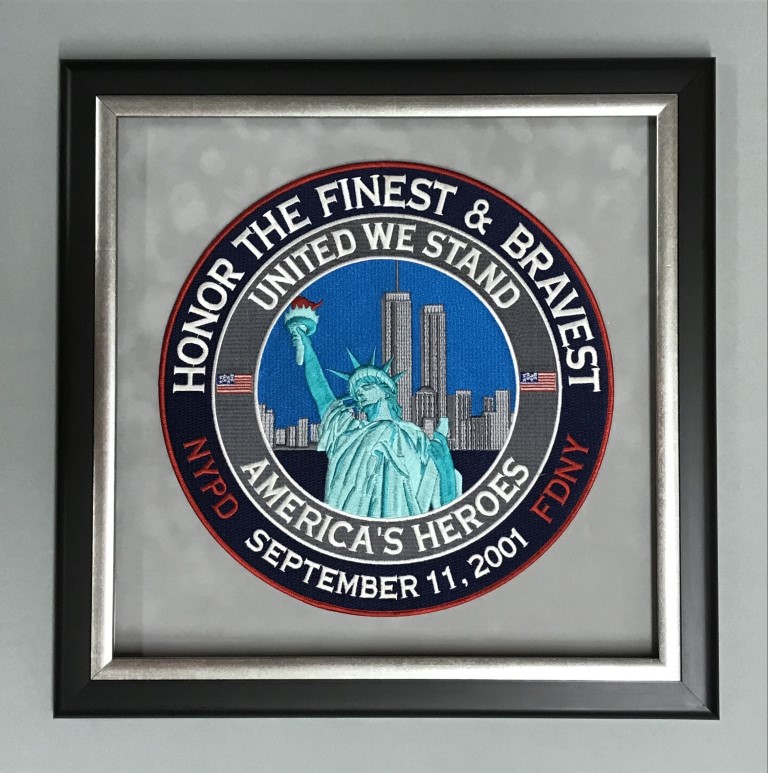 HONOR THE FINEST & BRAVEST
UNITED WE STAND
AMERICA'S HEROES
NYPD
FDNY
SEPTEMBER 11, 2001